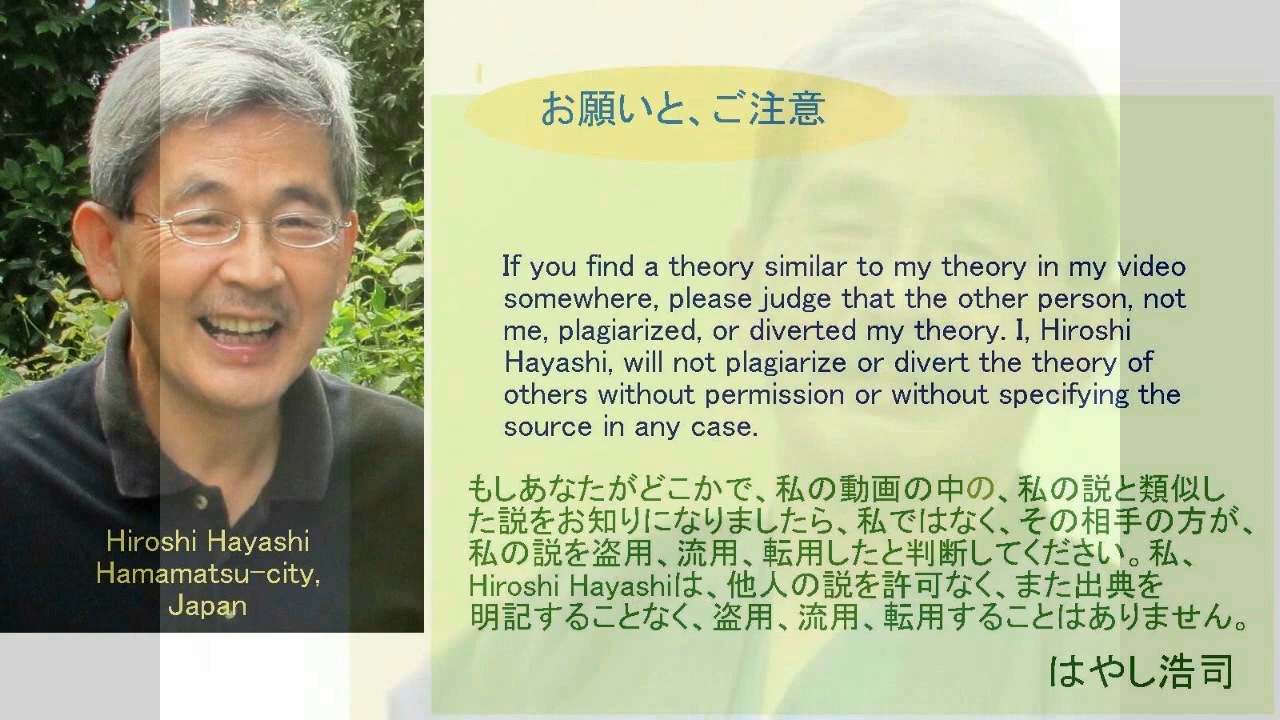 お願いと、ご注意
If you find a theory similar to my theory in my video
somewhere, please judge that the other person, not
me, plagiarized, or diverted my theory. I, Hiroshi
Hayashi, will not plagiarize or divert the theory of
others without permission or without specifying the
source in any case.
もしあなたがどこかで、私の動画の中の、私の説と類似し
た説をお知りになりましたら、私ではなく、その相手の方が、
私の説を盗用、流用、転用したと判断してください。私、
Hiroshi Hayashiは、他人の説を許可なく、また出典を
明記することなく、盗用、流用、転用することはありません。
はやし浩司
Hiroshi Hayashi
Hamamatsu-city,
Japan